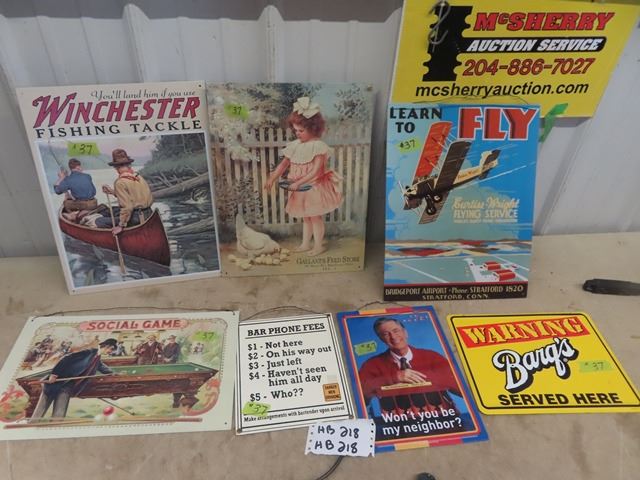 McSHERRY
AUCTION SERVICE
204-886-7027
mcsherryauction.com
You'll land him if you use
WINCHESTER
FISHING TACKLE
$37
37
GALLANT'S FEED STORE
LEARN
TO
FLY
$37
Curtiss-Wright
FLYING SERVICE
BRIDGEPORT AIRPORT - Phone: STRATFORD 1820
STRATFORD, CONN.
SOCIAL GAME
37
BAR PHONE FEES
$1 - Not here
$2 - On his way out
$3 - Just left
$4 - Haven't seen
him all day
$5 - Who??
$37
Make arrangements with bartender upon arrival
Won't you be
my neighbor?
WARNING
Barq's
37
SERVED HERE
HB 218
HB 218